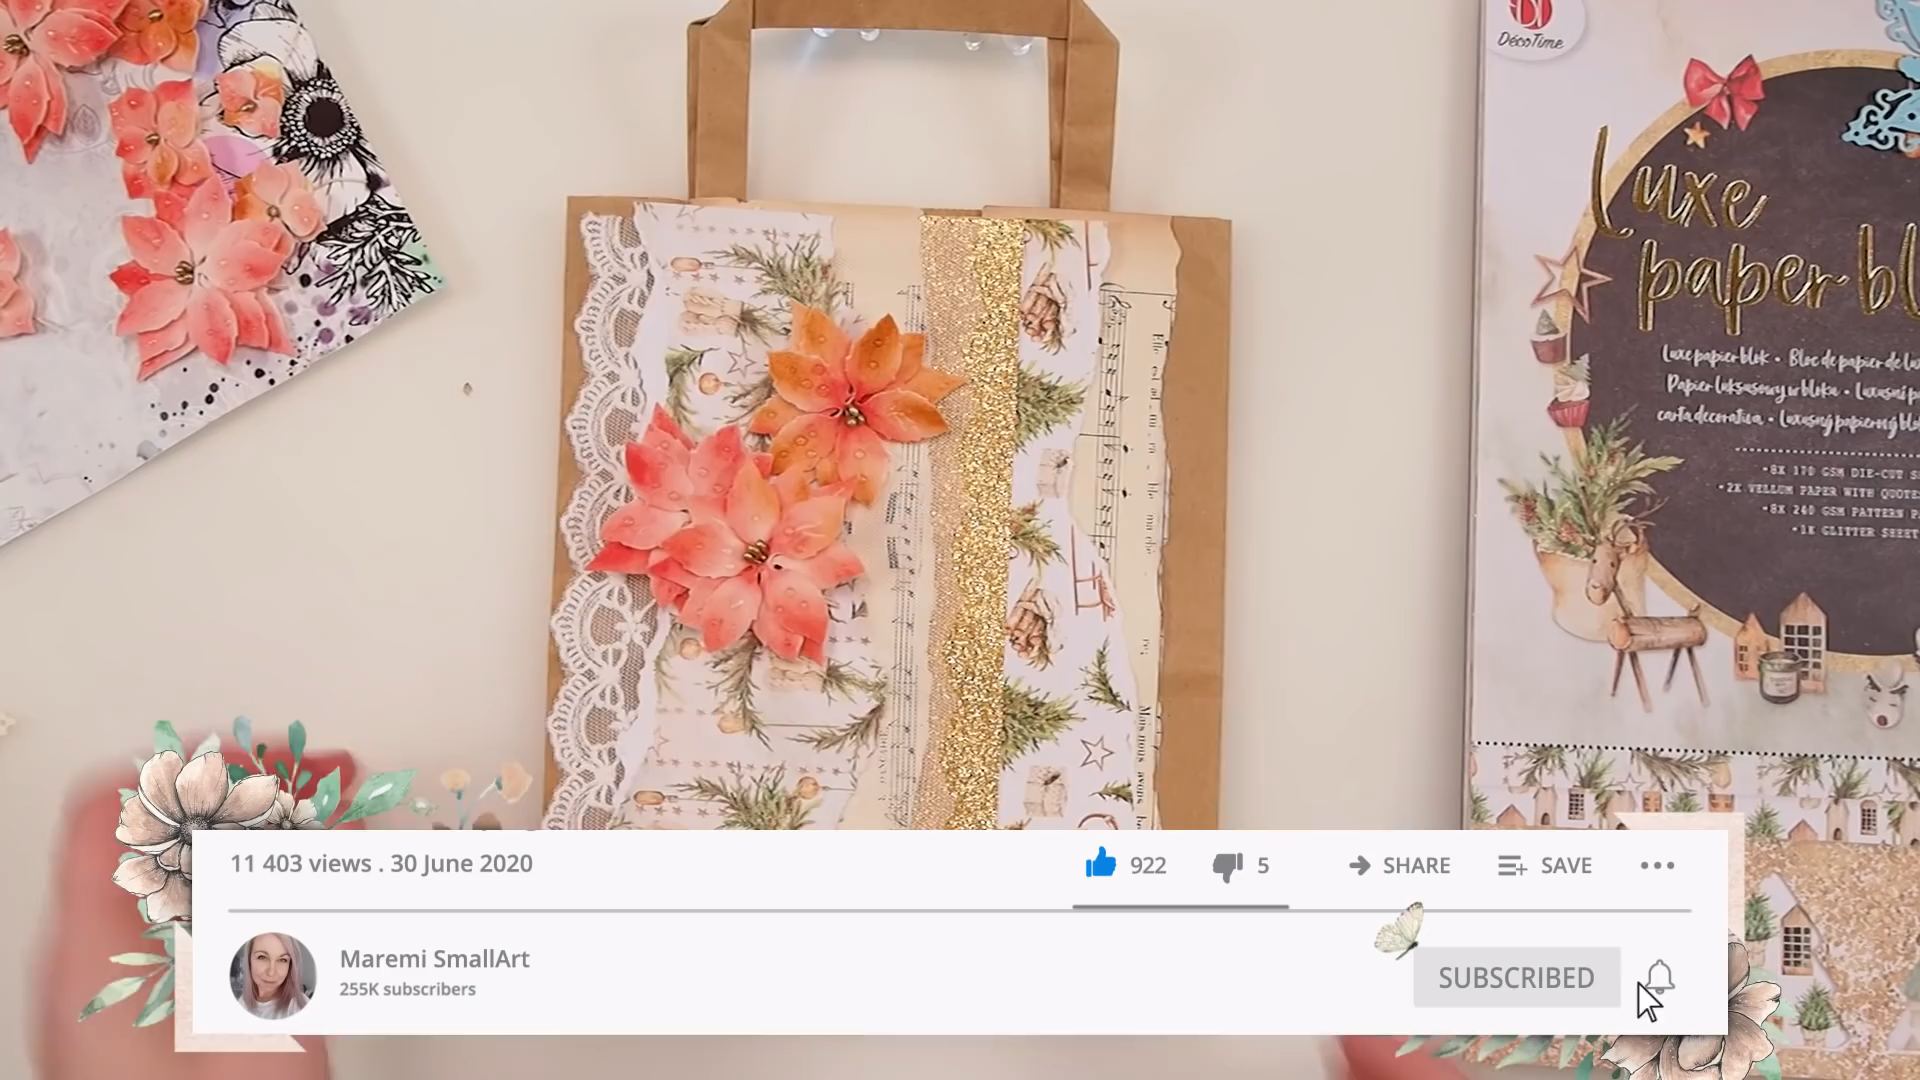 DécoTime
Luxe
paper bl
Luxe papier blok • Bloc de papier de lu
Papier luksusowy w bloku • Luxusní p
carta decorativa • Luxusný papierový blo
•8X 170 GSM DIE-CUT S
•2X VELLUM PAPER WITH QUOTES
•8X 240 GSM PATTERN P
•1X GLITTER SHEET
11 403 views . 30 June 2020
922
5
SHARE
SAVE
Maremi SmallArt
255K subscribers
SUBSCRIBED